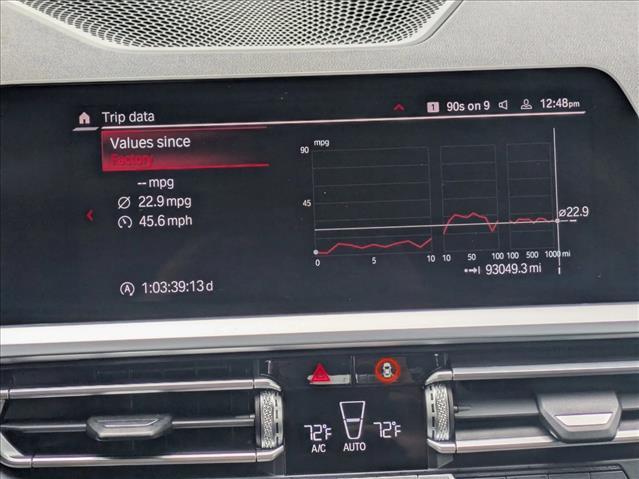 Trip data
1 90s on 9 12:48pm
Values since
Factory
-- mpg
Ø 22.9 mpg
45.6 mph
1:03:39:13 d
mpg
90
45
0 5 10 10 50 100 100 500 1000 mi
ø22.9
93049.3 mi
72°F 72°F
A/C AUTO